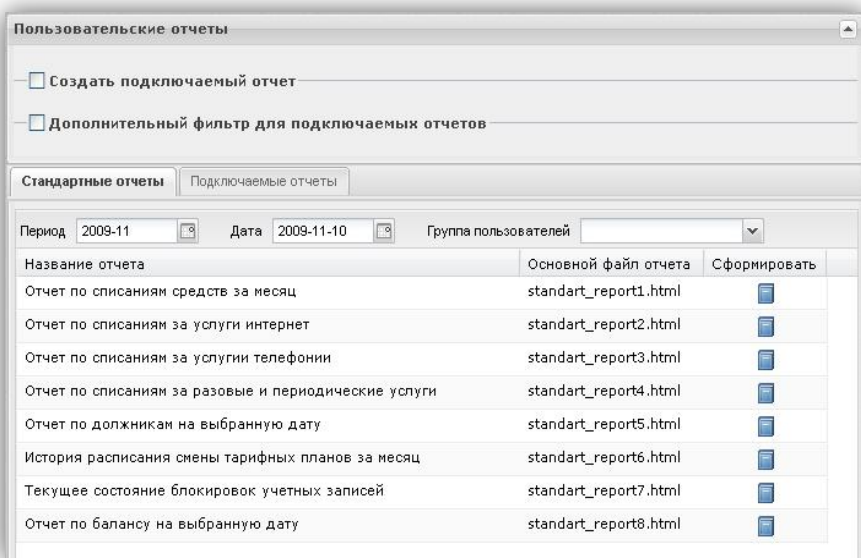 Пользовательские отчеты
Создать подключаемый отчет
Дополнительный фильтр для подключаемых отчетов
Стандартные отчеты Подключаемые отчеты
Период 2009-11 Дата 2009-11-10 Группа пользователей
Название отчета Основной файл отчета Сформировать
Отчет по списаниям средств за месяц standart_report1.html
Отчет по списаниям за услуги интернет standart_report2.html
Отчет по списаниям за услугии телефонии standart_report3.html
Отчет по списаниям за разовые и периодические услуги standart_report4.html
Отчет по должникам на выбранную дату standart_report5.html
История расписания смены тарифных планов за месяц standart_report6.html
Текущее состояние блокировок учетных записей standart_report7.html
Отчет по балансу на выбранную дату standart_report8.html